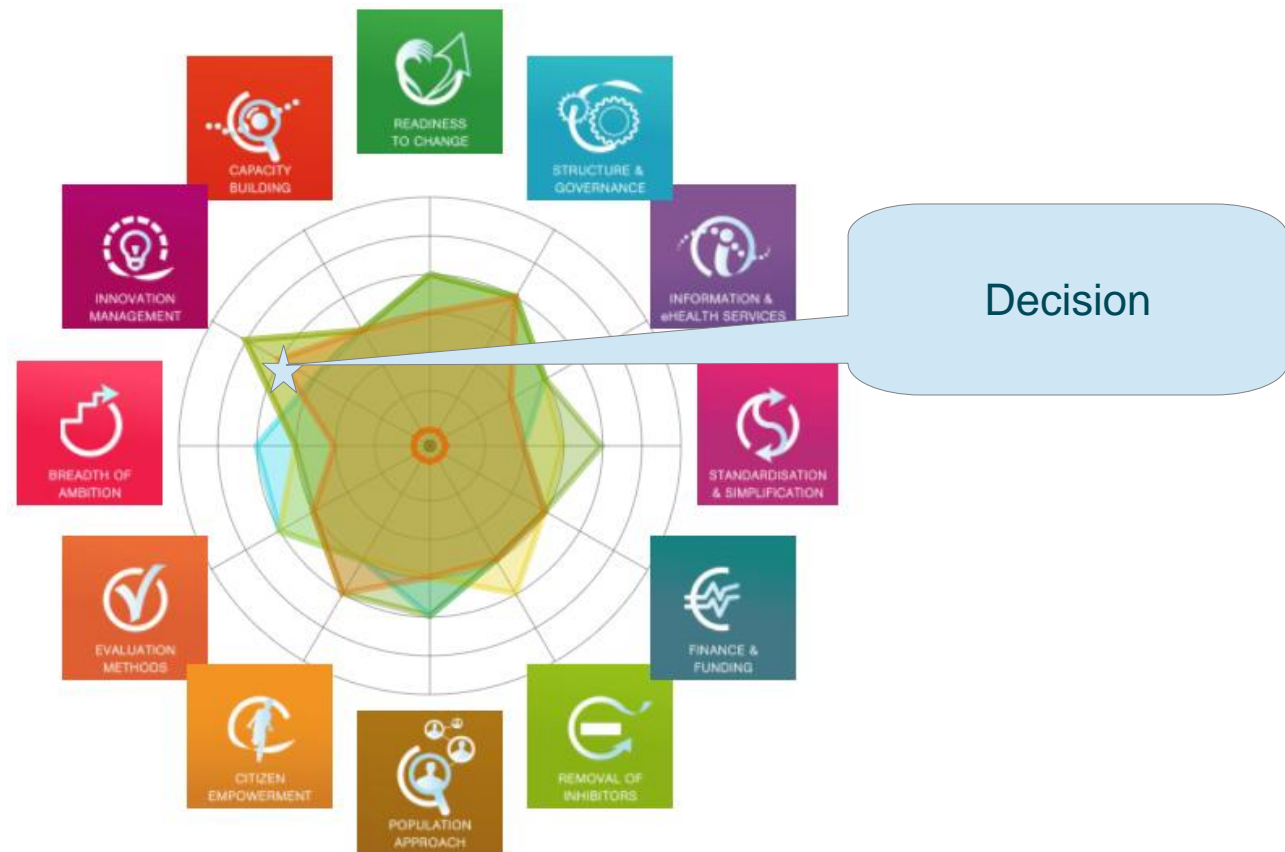 READINESS
TO CHANGE
STRUCTURE &
GOVERNANCE
INFORMATION &
eHEALTH SERVICES
Decision
STANDARDISATION
& SIMPLIFICATION
FINANCE &
FUNDING
REMOVAL OF
INHIBITORS
POPULATION
APPROACH
CITIZEN
EMPOWERMENT
EVALUATION
METHODS
BREADTH OF
AMBITION
INNOVATION
MANAGEMENT
CAPACITY
BUILDING